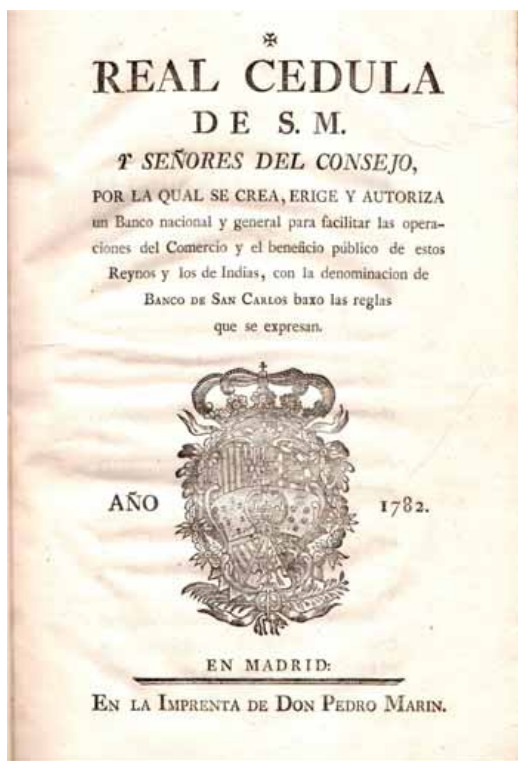 REAL CEDULA
DE S. M.
Y SEÑORES DEL CONSEJO,
POR LA QUAL SE CREA, ERIGE Y AUTORIZA
un Banco nacional y general para facilitar las opera-
ciones del Comercio y el beneficio público de estos
Reynos y los de Indias, con la denominacion de
BANCO DE SAN CARLOS baxo las reglas
que se expresan.
AÑO 1782.
EN MADRID:
EN LA IMPRENTA DE DON PEDRO MARIN.